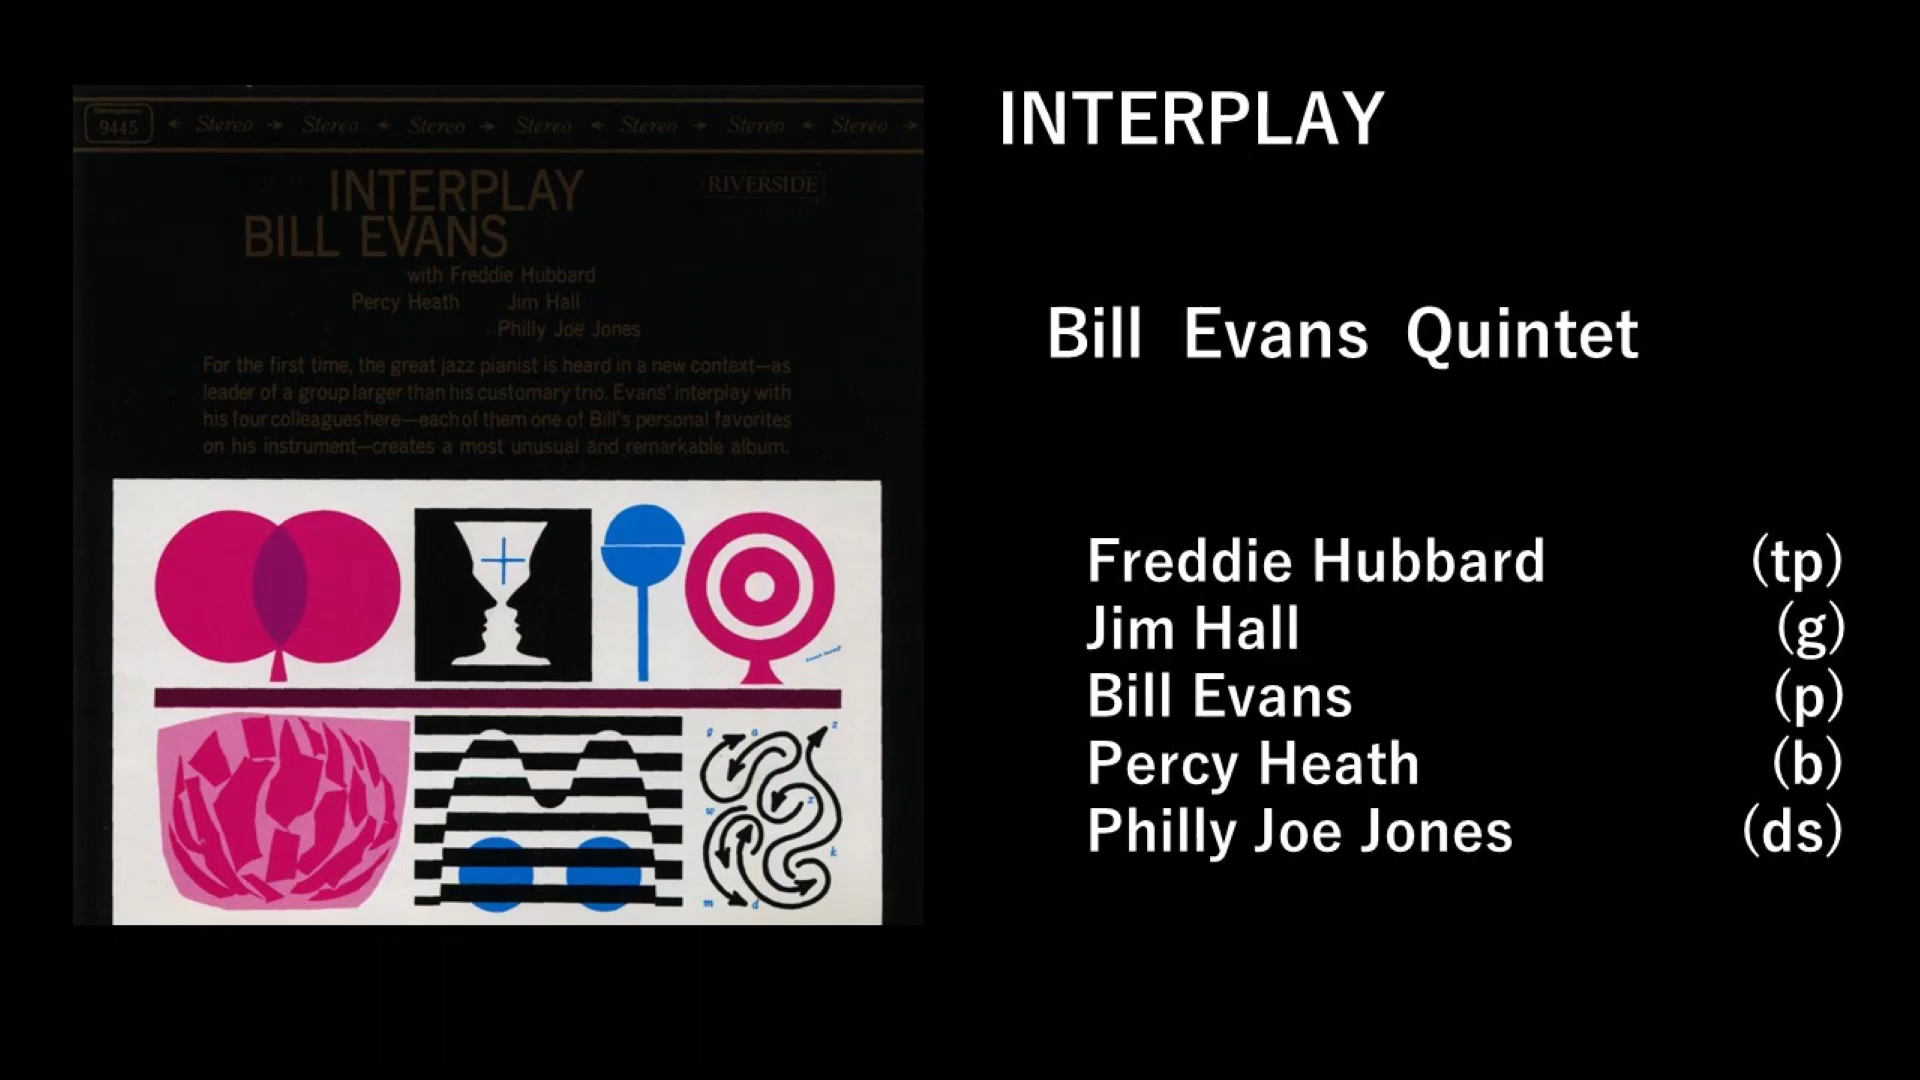 9445 ← Stereo → Stereo ← Stereo → Stereo ← Stereo → Stereo ← Stereo →
INTERPLAY
RIVERSIDE
BILL EVANS
with Freddie Hubbard
Percy Heath Jim Hall
Philly Joe Jones
For the first time, the great jazz pianist is heard in a new context—as
leader of a group larger than his customary trio. Evans' interplay with
his four colleagues here—each of them one of Bill's personal favorites
on his instrument—creates a most unusual and remarkable album.
g a z
w z
k
m d
INTERPLAY
Bill Evans Quintet
Freddie Hubbard (tp)
Jim Hall (g)
Bill Evans (p)
Percy Heath (b)
Philly Joe Jones (ds)